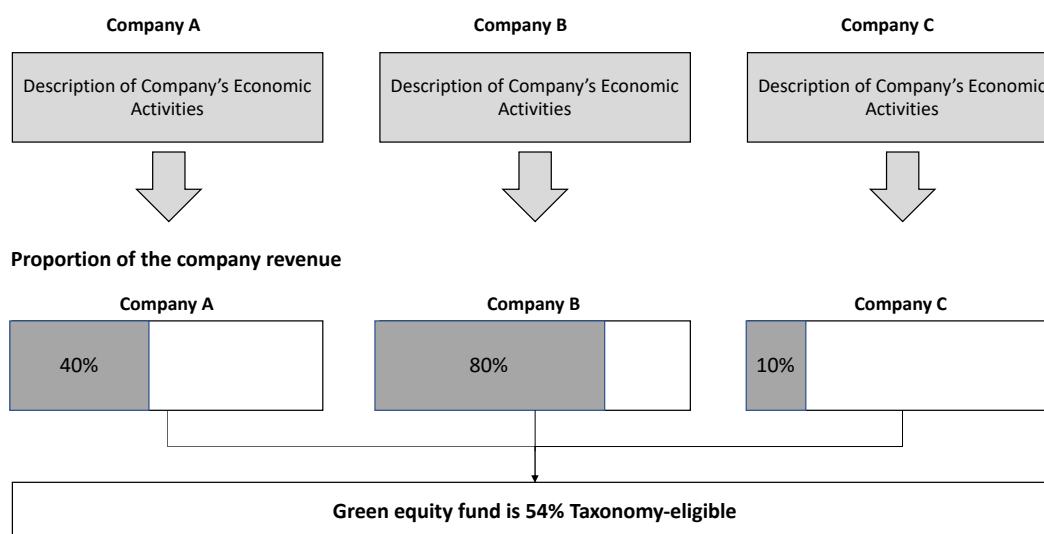 Company A
Company B
Company C
Description of Company's Economic
Activities
Description of Company's Economic
Activities
Description of Company's Economic
Activities
Proportion of the company revenue
Company A
Company B
Company C
40%
80%
10%
Green equity fund is 54% Taxonomy-eligible